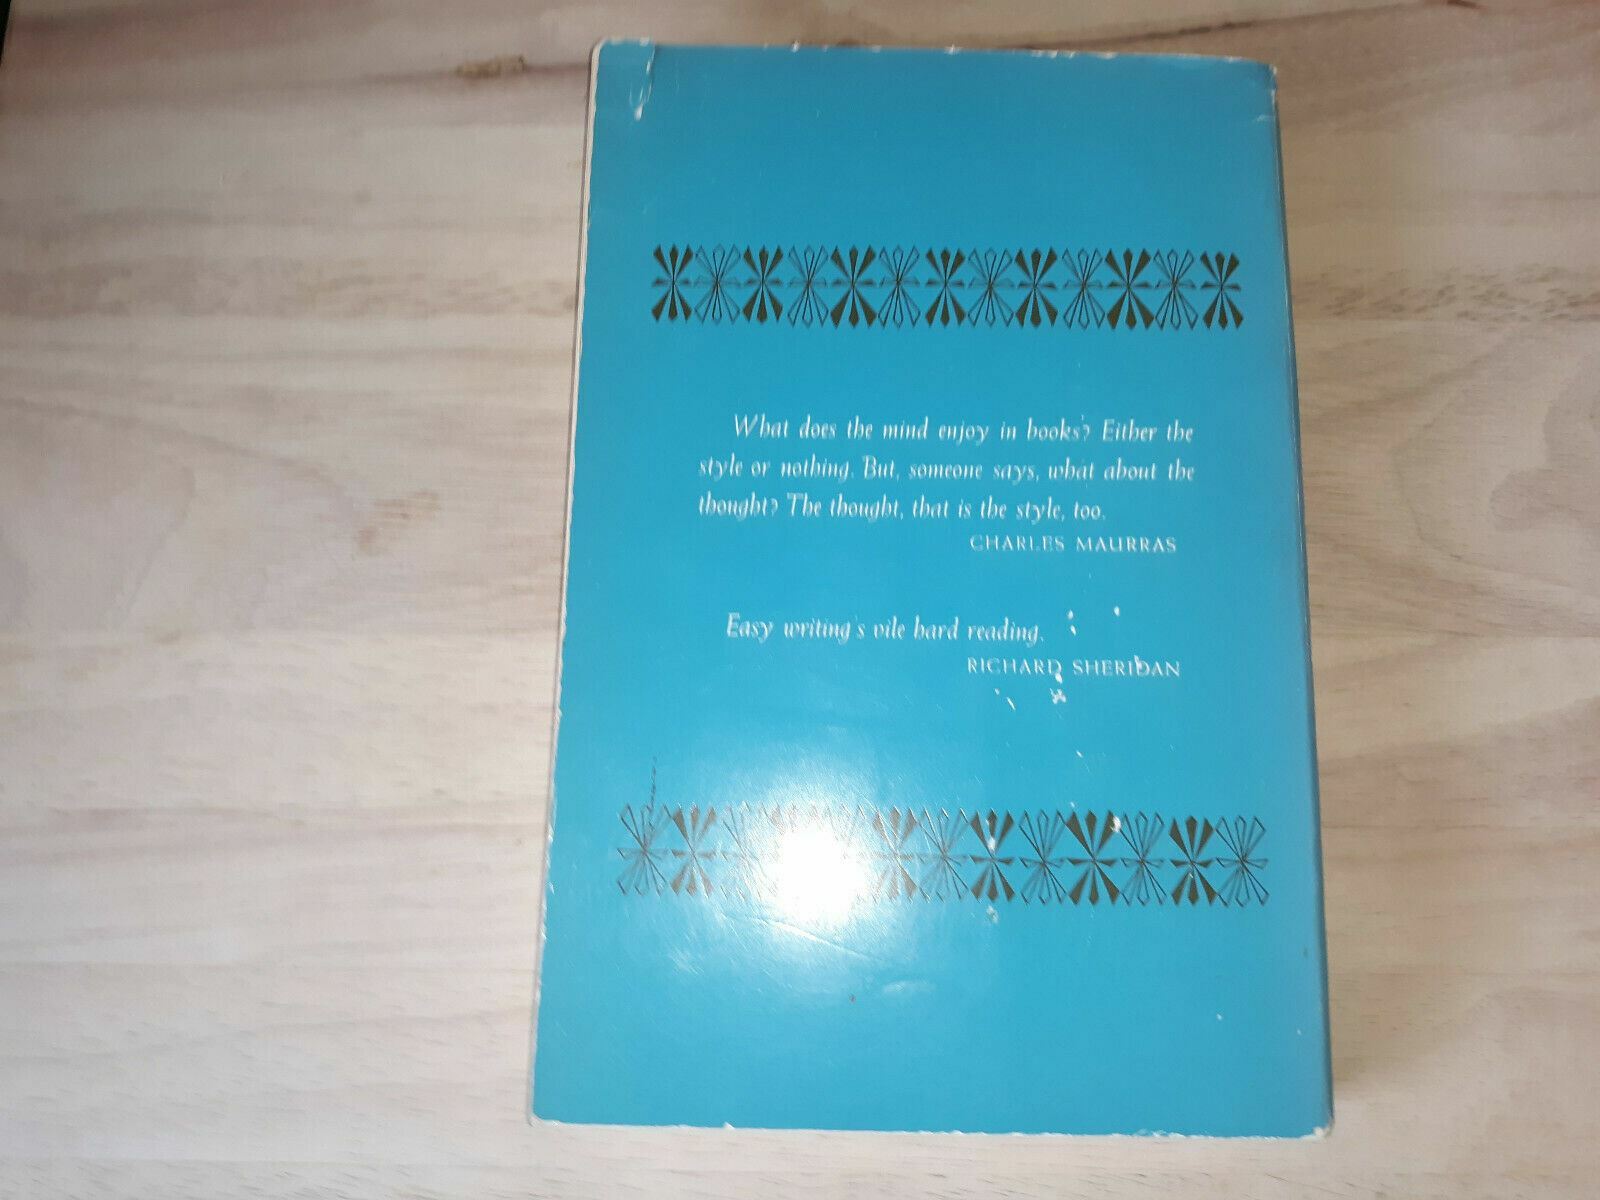 What does the mind enjoy in books? Either the
style or nothing. But, someone says, what about the
thought? The thought, that is the style, too.
CHARLES MAURRAS
Easy writing's vile hard reading.
RICHARD SHERIDAN